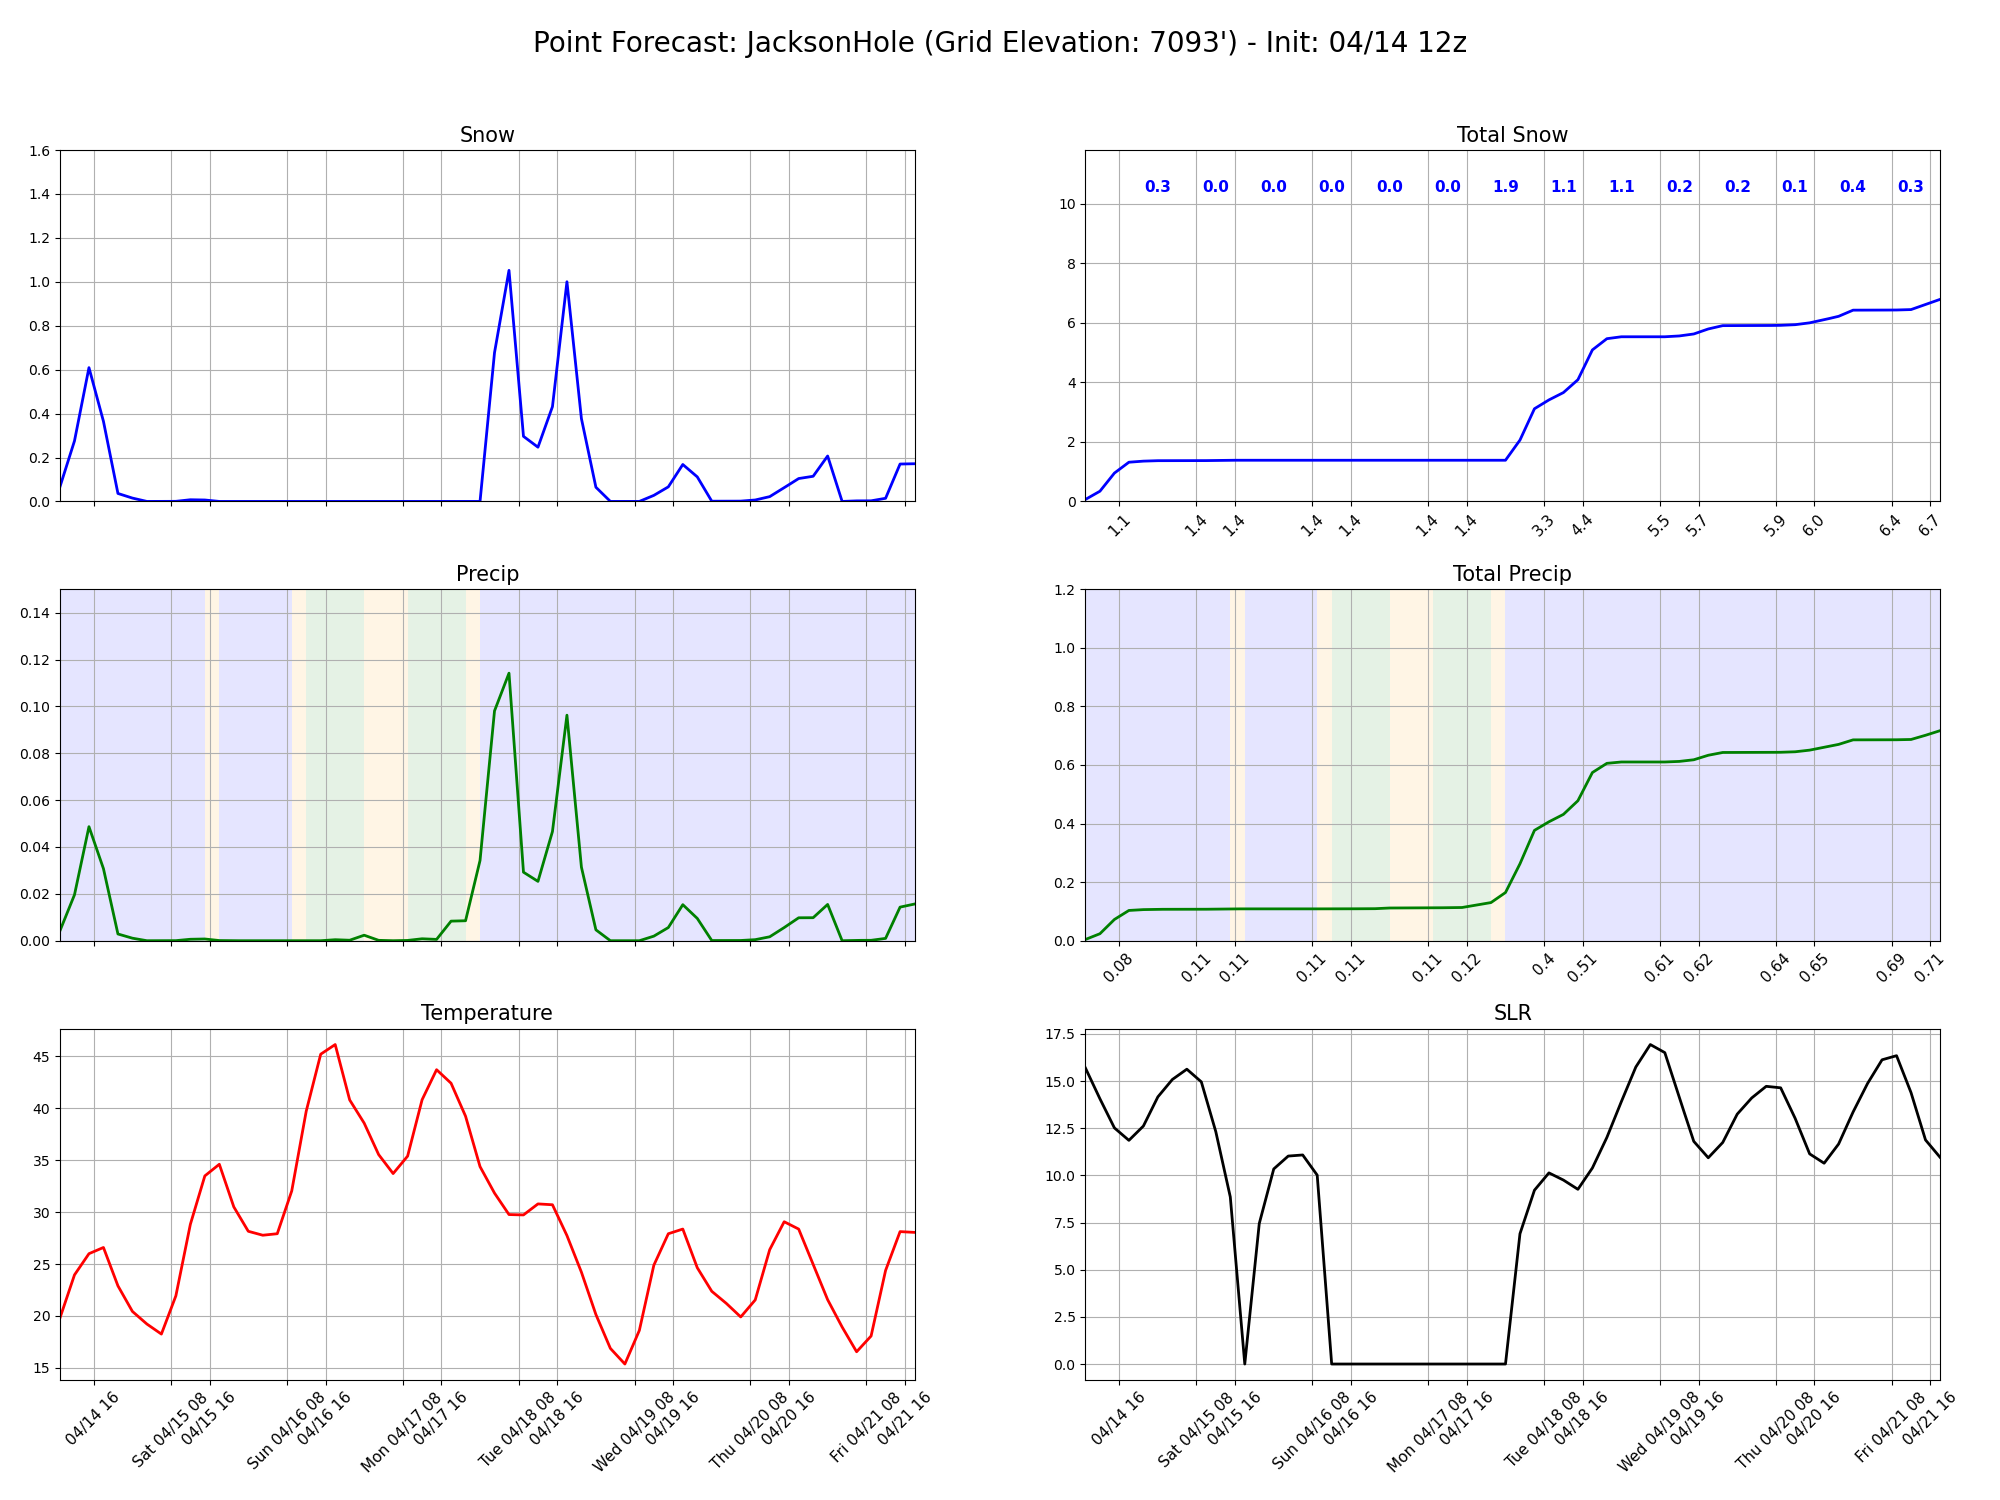 Point Forecast: JacksonHole (Grid Elevation: 7093') - Init: 04/14 12z
Snow
1.6
1.4
1.2
1.0
0.8
0.6
0.4
0.2
0.0
Total Snow
0.3 0.0 0.0 0.0 0.0 0.0 1.9 1.1 1.1 0.2 0.2 0.1 0.4 0.3
10
8
6
4
2
0
1.1 1.4 1.4 1.4 1.4 1.4 1.4 3.3 4.4 5.5 5.7 5.9 6.0 6.4 6.7
Precip
0.14
0.12
0.10
0.08
0.06
0.04
0.02
0.00
Total Precip
1.2
1.0
0.8
0.6
0.4
0.2
0.0
0.08 0.11 0.11 0.11 0.11 0.11 0.12 0.4 0.51 0.61 0.62 0.64 0.65 0.69 0.71
Temperature
45
40
35
30
25
20
15
04/14 16
Sat 04/15 08
04/15 16
Sun 04/16 08
04/16 16
Mon 04/17 08
04/17 16
Tue 04/18 08
04/18 16
Wed 04/19 08
04/19 16
Thu 04/20 08
04/20 16
Fri 04/21 08
04/21 16
SLR
17.5
15.0
12.5
10.0
7.5
5.0
2.5
0.0
04/14 16
Sat 04/15 08
04/15 16
Sun 04/16 08
04/16 16
Mon 04/17 08
04/17 16
Tue 04/18 08
04/18 16
Wed 04/19 08
04/19 16
Thu 04/20 08
04/20 16
Fri 04/21 08
04/21 16